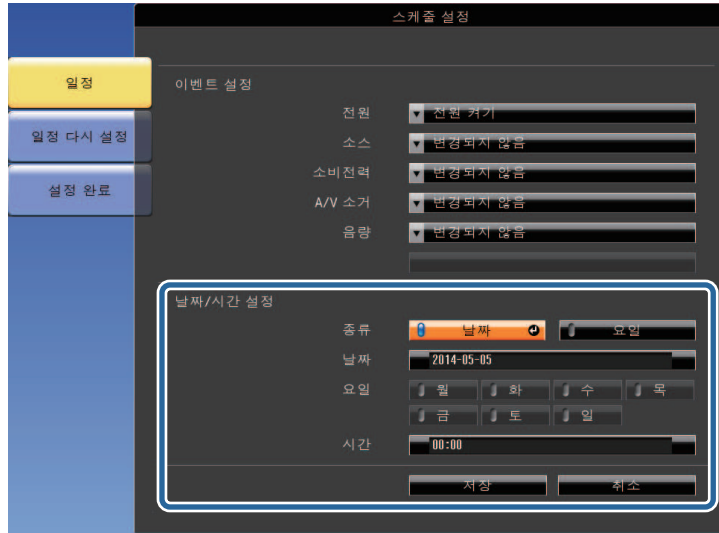 스케줄 설정
일정
일정 다시 설정
설정 완료
이벤트 설정
전원 전원 켜기
소스 변경되지 않음
소비전력 변경되지 않음
A/V 소거 변경되지 않음
음량 변경되지 않음
날짜/시간 설정
종류 날짜 요일
날짜 2014-05-05
요일 월 화 수 목
금 토 일
시간 00:00
저장 취소